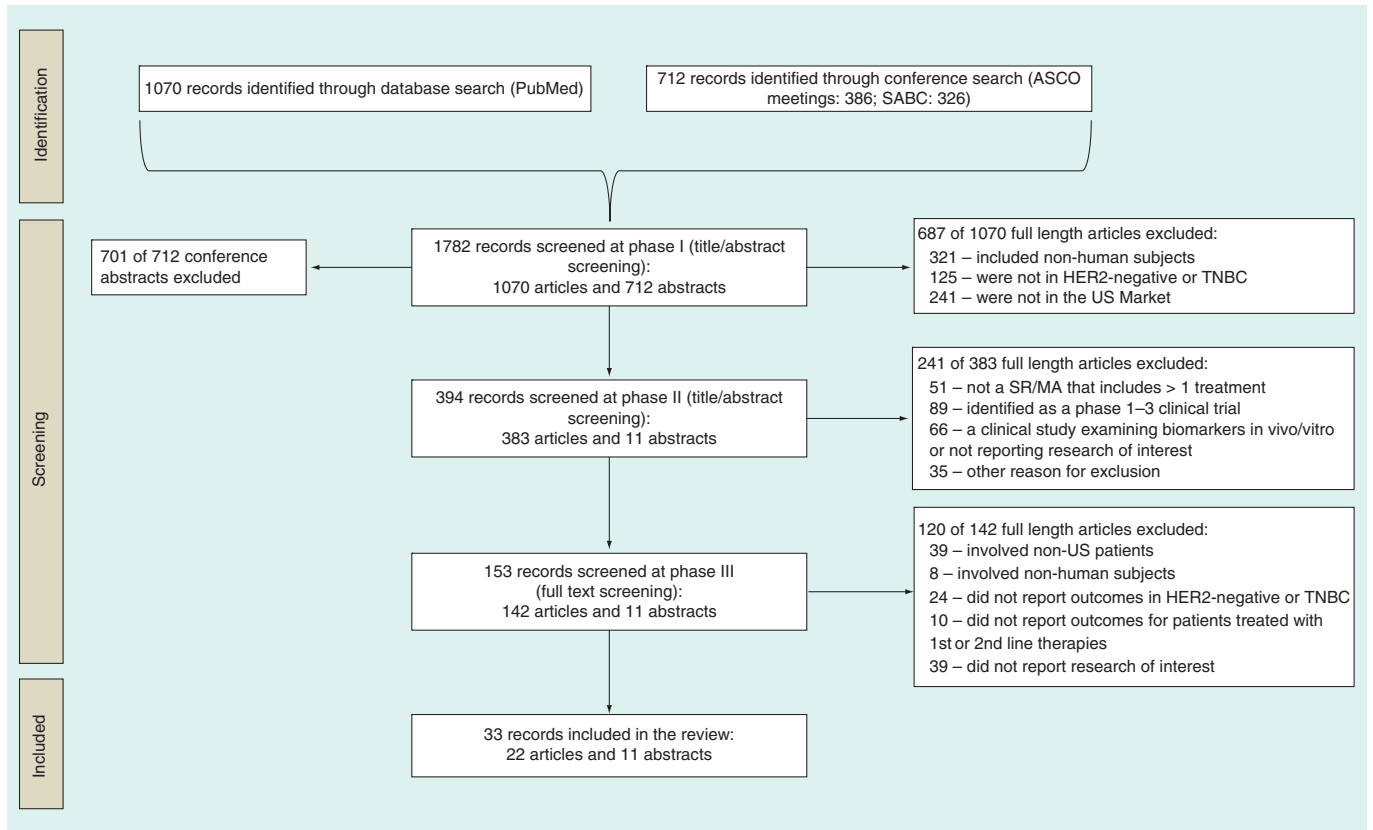 Identification
1070 records identified through database search (PubMed)
712 records identified through conference search (ASCO
meetings: 386; SABC: 326)
Screening
1782 records screened at phase I (title/abstract
screening):
1070 articles and 712 abstracts
701 of 712 conference
abstracts excluded
687 of 1070 full length articles excluded:
321 – included non-human subjects
125 – were not in HER2-negative or TNBC
241 – were not in the US Market
394 records screened at phase II (title/abstract
screening):
383 articles and 11 abstracts
241 of 383 full length articles excluded:
51 – not a SR/MA that includes > 1 treatment
89 – identified as a phase 1–3 clinical trial
66 – a clinical study examining biomarkers in vivo/vitro
or not reporting research of interest
35 – other reason for exclusion
153 records screened at phase III
(full text screening):
142 articles and 11 abstracts
120 of 142 full length articles excluded:
39 – involved non-US patients
8 – involved non-human subjects
24 – did not report outcomes in HER2-negative or TNBC
10 – did not report outcomes for patients treated with
1st or 2nd line therapies
39 – did not report research of interest
Included
33 records included in the review:
22 articles and 11 abstracts